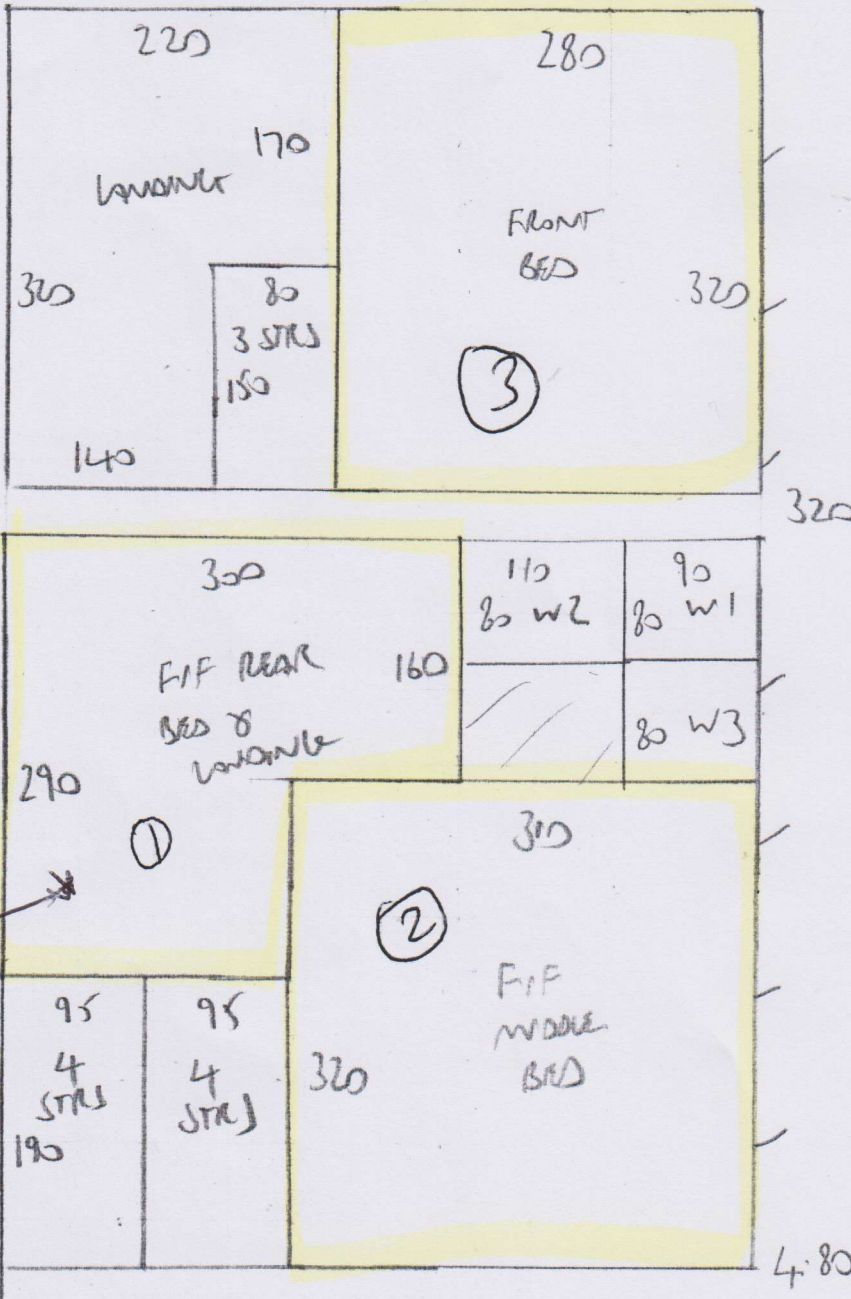 220
280
170
LANDING
FRONT
BED
320
320
80
3 STRS
150
3
140
320
300
110
90
80 W2
80 W1
F/F REAR
160
BED &
LANDING
80 W3
290
310
1
2
F/F
MIDDLE
BED
95
95
4
STRS
4
STRS
320
190
4.80